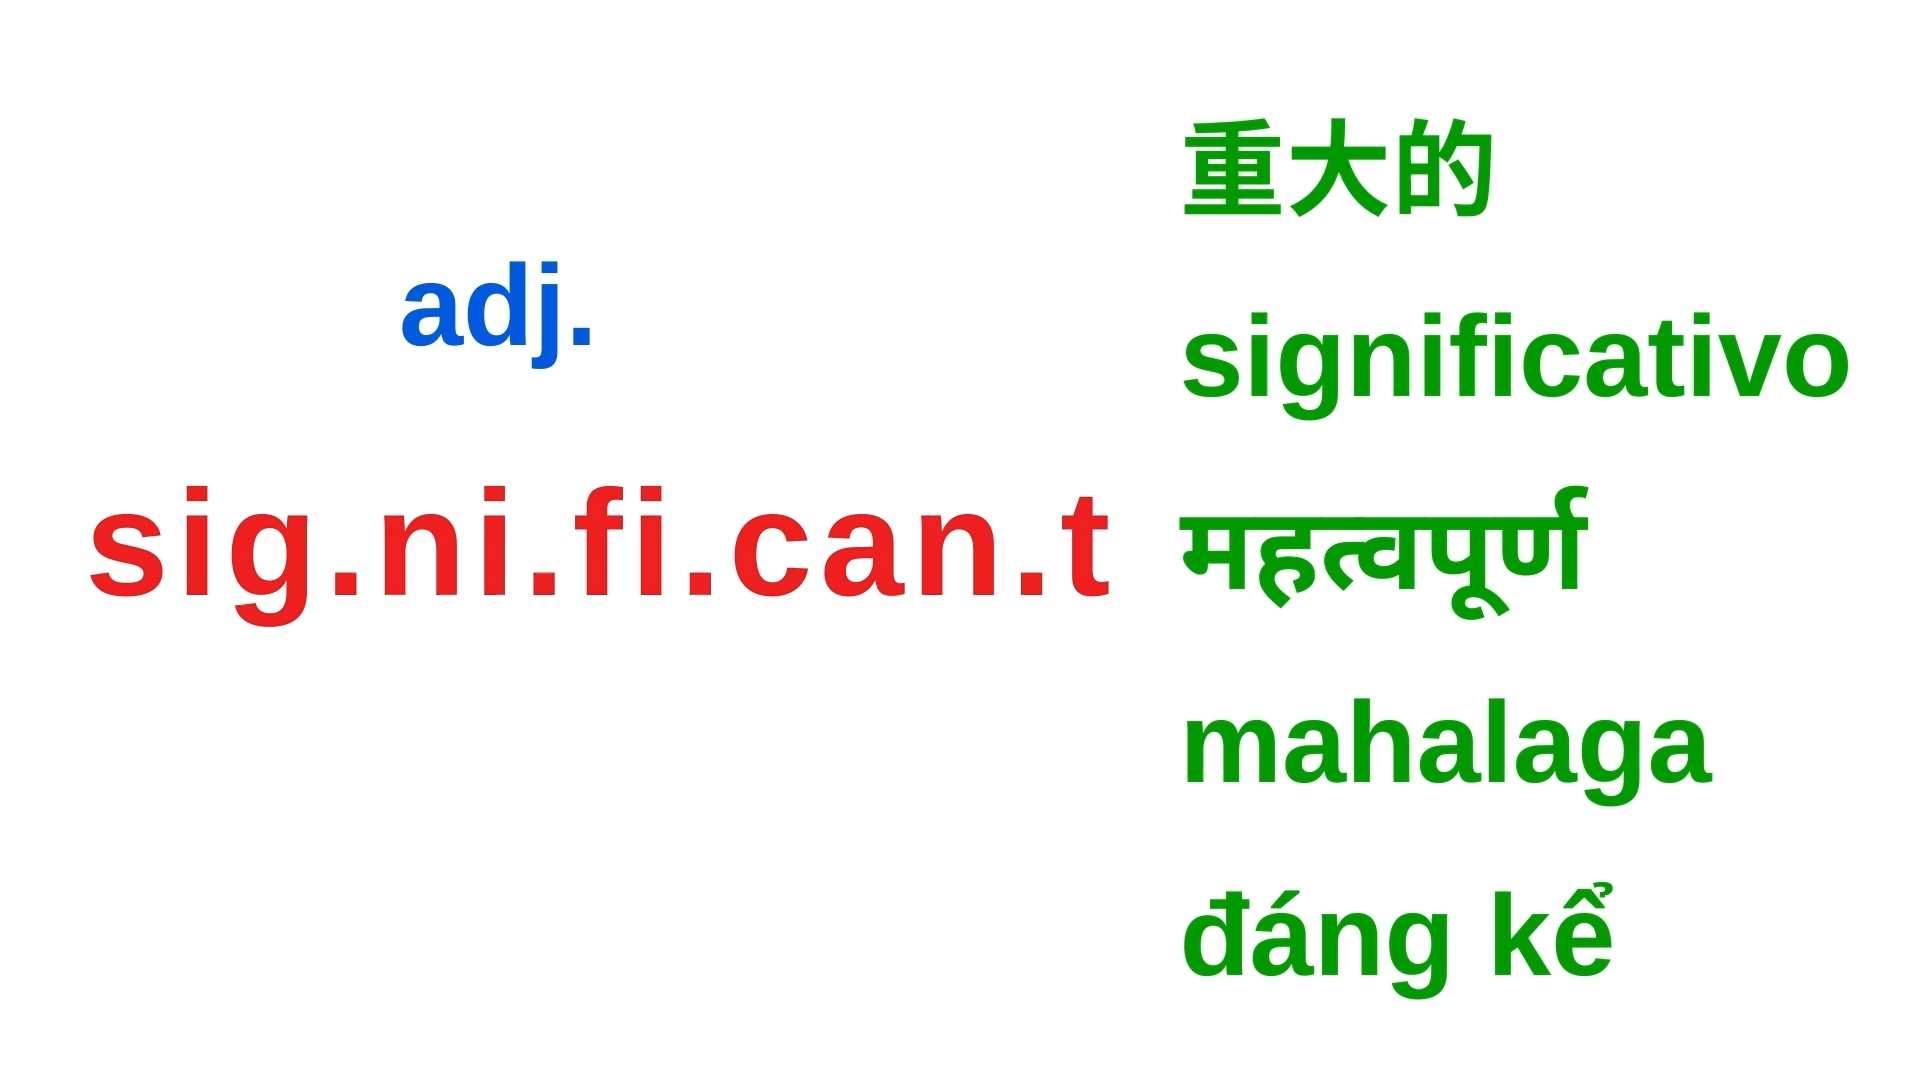 adj.
sig.ni.fi.can.t
重大的
significativo
महत्वपूर्ण
mahalaga
đáng kể